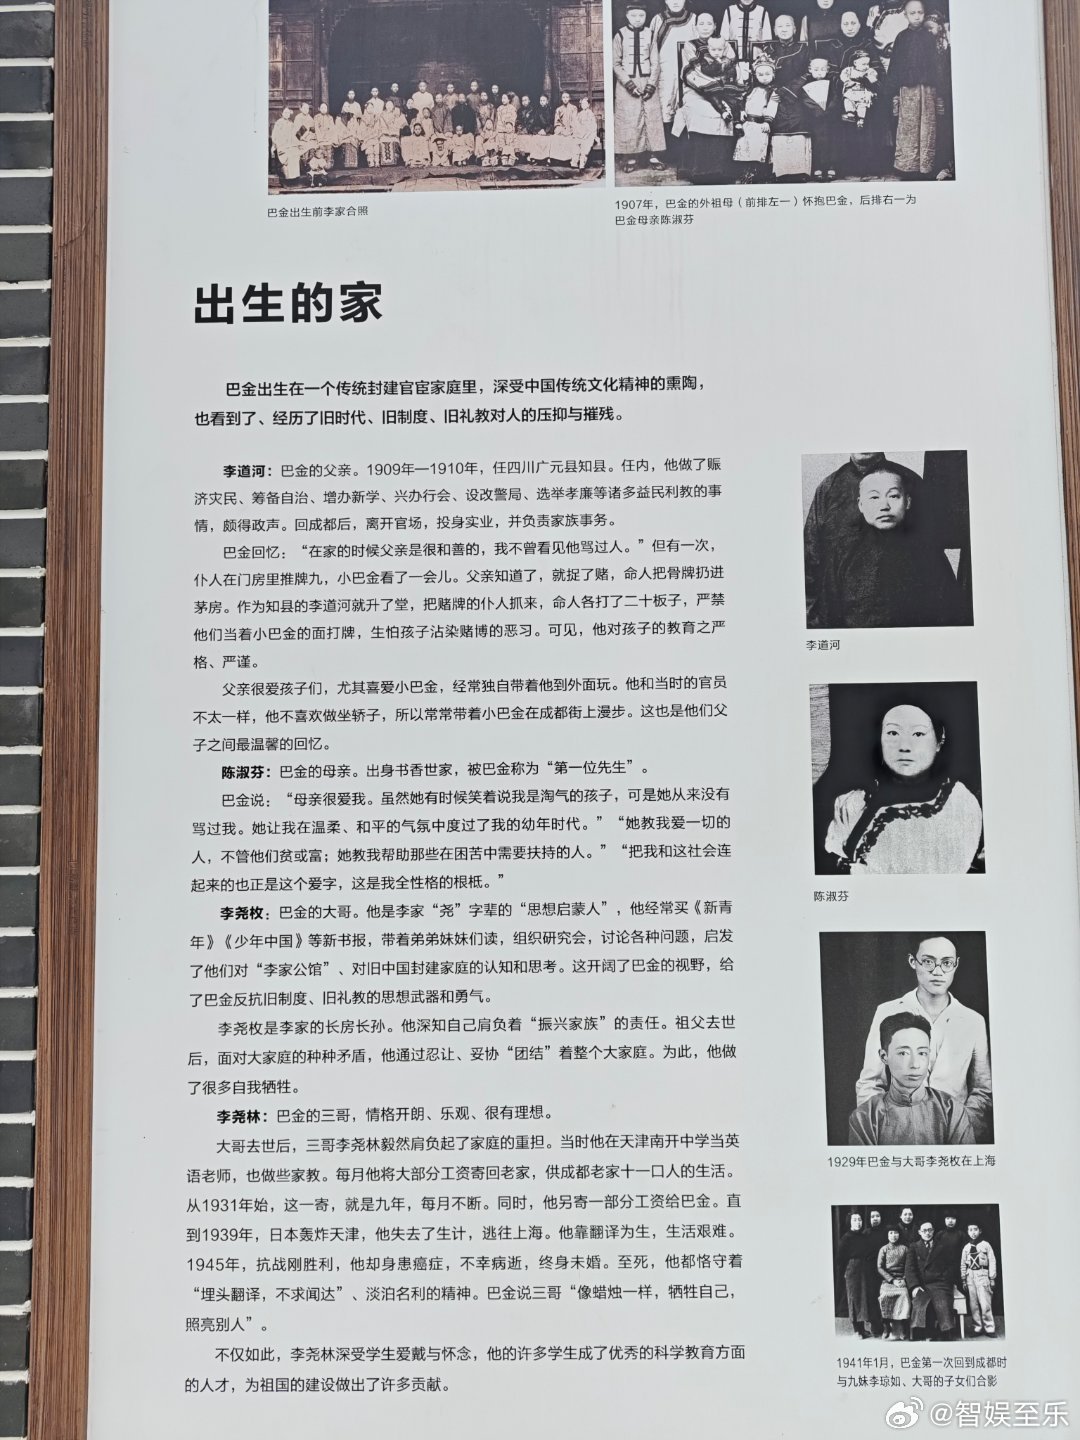 巴金出生前李家合照
1907年，巴金的外祖母（前排左一）怀抱巴金，后排右一为
巴金母亲陈淑芬
出生的家
巴金出生在一个传统封建官宦家庭里，深受中国传统文化精神的熏陶，
也看到了、经历了旧时代、旧制度、旧礼教对人的压抑与摧残。
李道河：巴金的父亲。1909年—1910年，任四川广元县知县。任内，他做了赈
济灾民、筹备自治、增办新学、兴办行会、设改警局、选举孝廉等诸多益民利教的事
情，颇得政声。回成都后，离开官场，投身实业，并负责家族事务。
巴金回忆：“在家的时候父亲是很和善的，我不曾看见他骂过人。”但有一次，
仆人在门房里推牌九，小巴金看了一会儿。父亲知道了，就捉了赌，命人把骨牌扔进
茅房。作为知县的李道河就升了堂，把赌牌的仆人抓来，命人各打了二十板子，严禁
他们当着小巴金的面打牌，生怕孩子沾染赌博的恶习。可见，他对孩子的教育之严
格、严谨。
父亲很爱孩子们，尤其喜爱小巴金，经常独自带着他到外面玩。他和当时的官员
不太一样，他不喜欢做坐轿子，所以常常带着小巴金在成都街上漫步。这也是他们父
子之间最温馨的回忆。
陈淑芬：巴金的母亲。出身书香世家，被巴金称为“第一位先生”。
巴金说：“母亲很爱我。虽然她有时候笑着说我是淘气的孩子，可是她从来没有
骂过我。她让我在温柔、和平的气氛中度过了我的幼年时代。”“她教我爱一切的
人，不管他们贫或富；她教我帮助那些在困苦中需要扶持的人。”“把我和这社会连
起来的也正是这个爱字，这是我全性格的根柢。”
李尧枚：巴金的大哥。他是李家“尧”字辈的“思想启蒙人”，他经常买《新青
年》《少年中国》等新书报，带着弟弟妹妹们读，组织研究会，讨论各种问题，启发
了他们对“李家公馆”、对旧中国封建家庭的认知和思考。这开阔了巴金的视野，给
了巴金反抗旧制度、旧礼教的思想武器和勇气。
李尧枚是李家的长房长孙。他深知自己肩负着“振兴家族”的责任。祖父去世
后，面对大家庭的种种矛盾，他通过忍让、妥协“团结”着整个大家庭。为此，他做
了很多自我牺牲。
李尧林：巴金的三哥，情格开朗、乐观、很有理想。
大哥去世后，三哥李尧林毅然肩负起了家庭的重担。当时他在天津南开中学当英
语老师，也做些家教。每月他将大部分工资寄回老家，供成都老家十一口人的生活。
从1931年始，这一寄，就是九年，每月不断。同时，他另寄一部分工资给巴金。直
到1939年，日本轰炸天津，他失去了生计，逃往上海。他靠翻译为生，生活艰难。
1945年，抗战刚胜利，他却身患癌症，不幸病逝，终身未婚。至死，他都恪守着
“埋头翻译，不求闻达”、淡泊名利的精神。巴金说三哥“像蜡烛一样，牺牲自己，
照亮别人”。
不仅如此，李尧林深受学生爱戴与怀念，他的许多学生成了优秀的科学教育方面
的人才，为祖国的建设做出了许多贡献。
李道河
陈淑芬
1929年巴金与大哥李尧枚在上海
1941年1月，巴金第一次回到成都时
与九妹李琼如、大哥的子女们合影
@智娱至乐